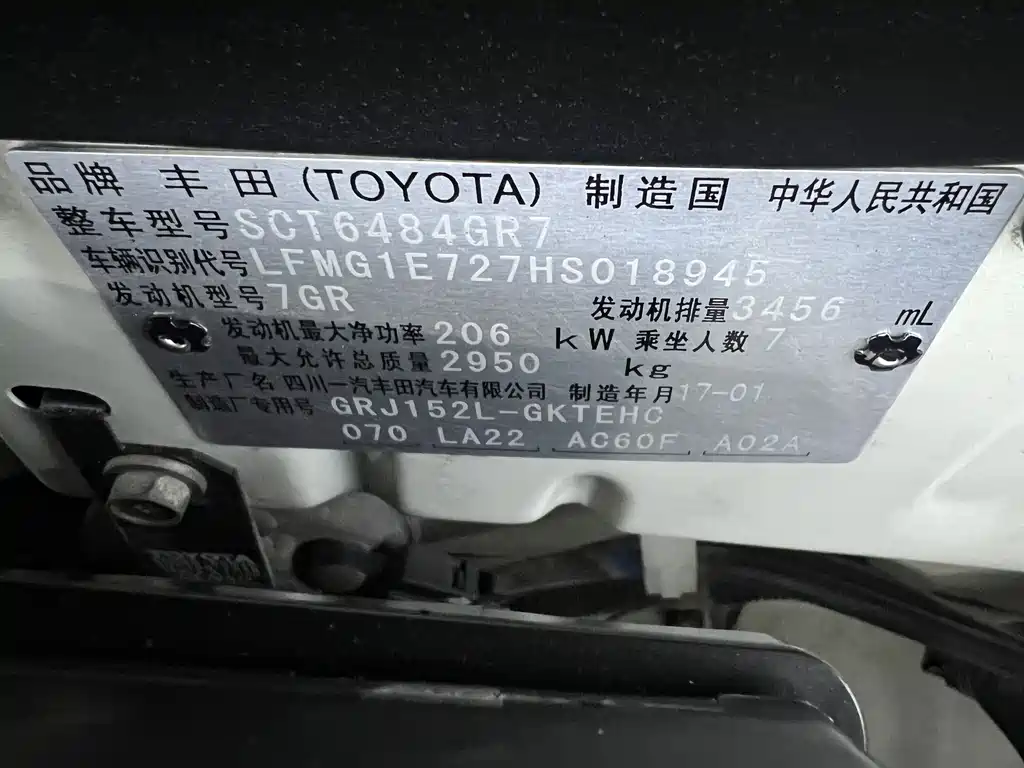 品牌 丰田(TOYOTA) 制造国 中华人民共和国
整车型号 SCT6484GR7
车辆识别代号 LFMG1E727HS018945
发动机型号 7GR 发动机排量 3456 mL
发动机最大净功率 206 kW 乘坐人数 7
最大允许总质量 2950 kg
生产厂名 四川一汽丰田汽车有限公司 制造年月 17-01
制造厂专用号 GRJ152L-GKTEHC
070 LA22 AC60F A02A